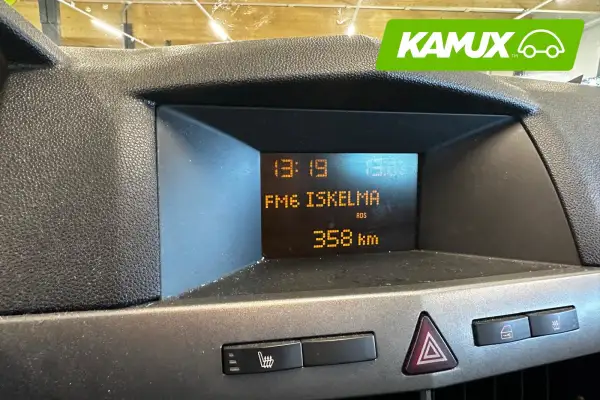 KAMUX
13:19
FM6 ISKELMA
RDS
358 km